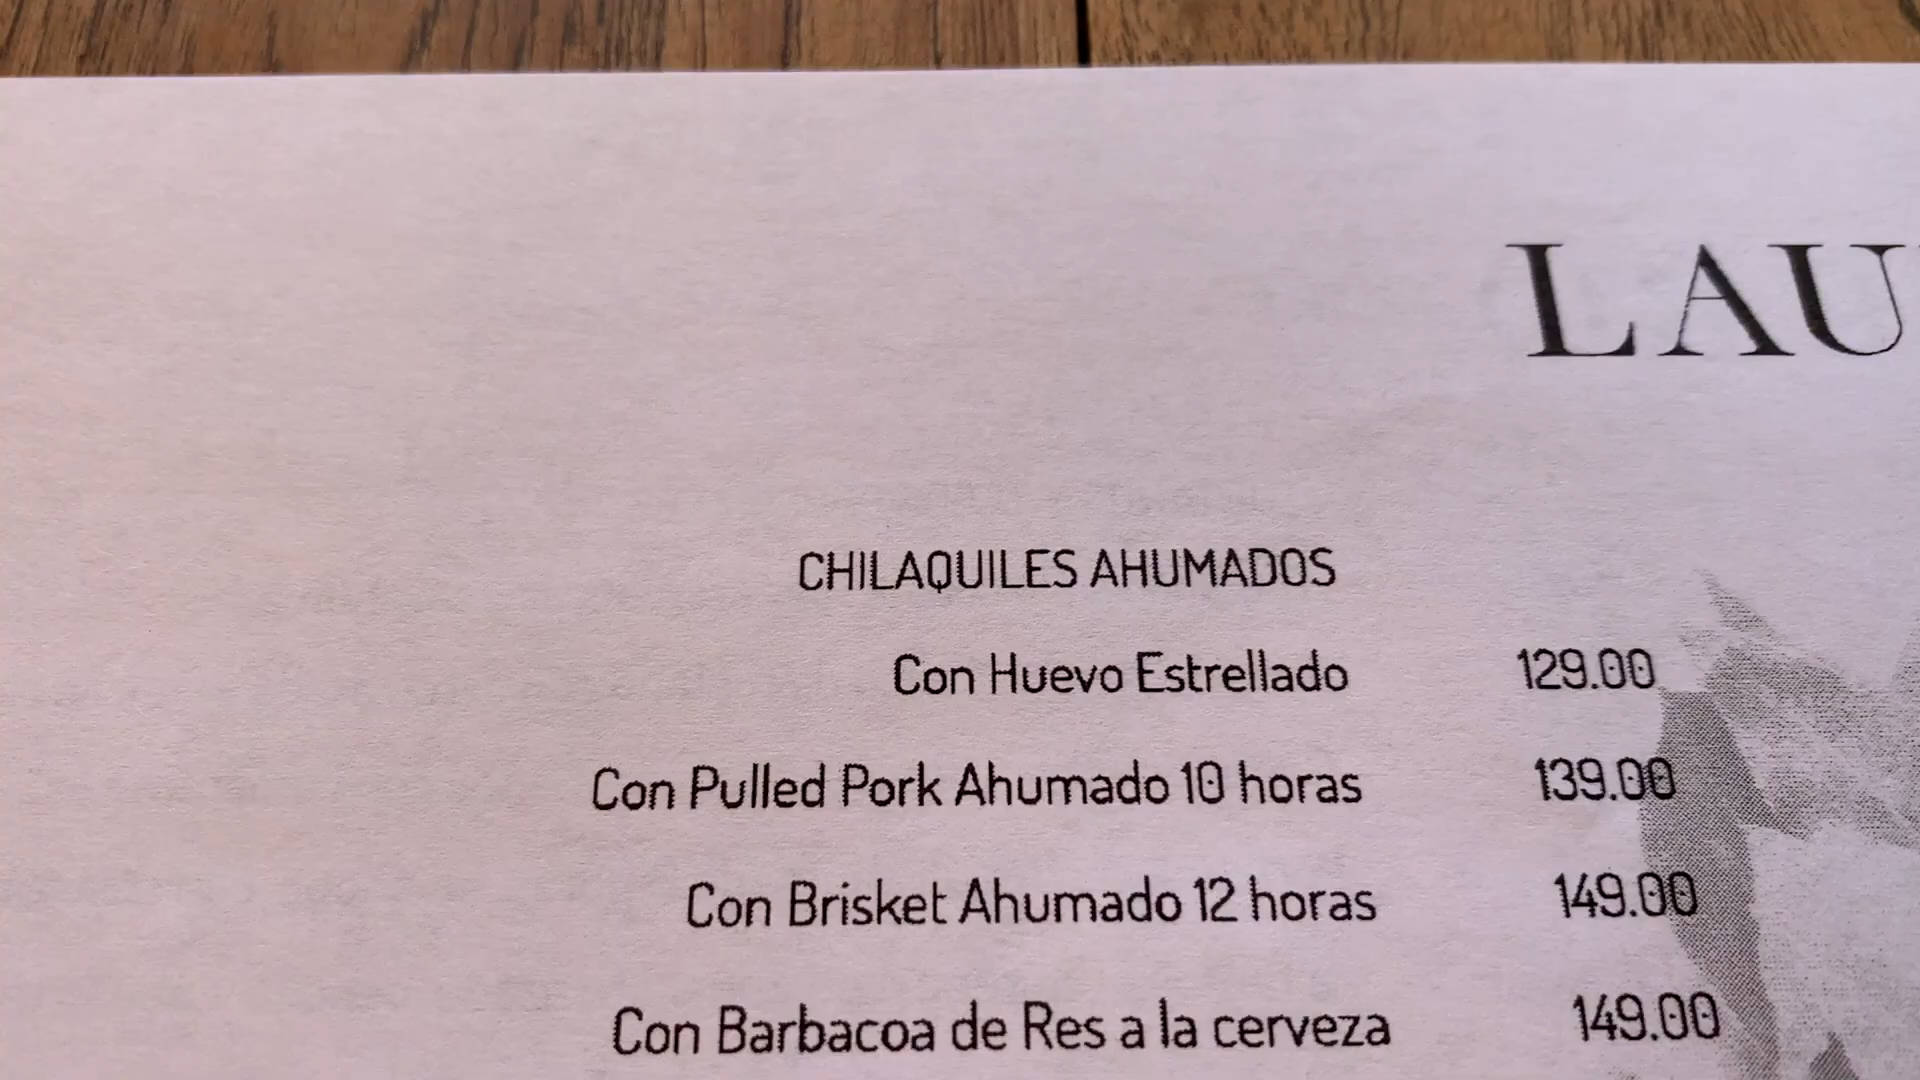 LAU
CHILAQUILES AHUMADOS
Con Huevo Estrellado 129.00
Con Pulled Pork Ahumado 10 horas 139.00
Con Brisket Ahumado 12 horas 149.00
Con Barbacoa de Res a la cerveza 149.00